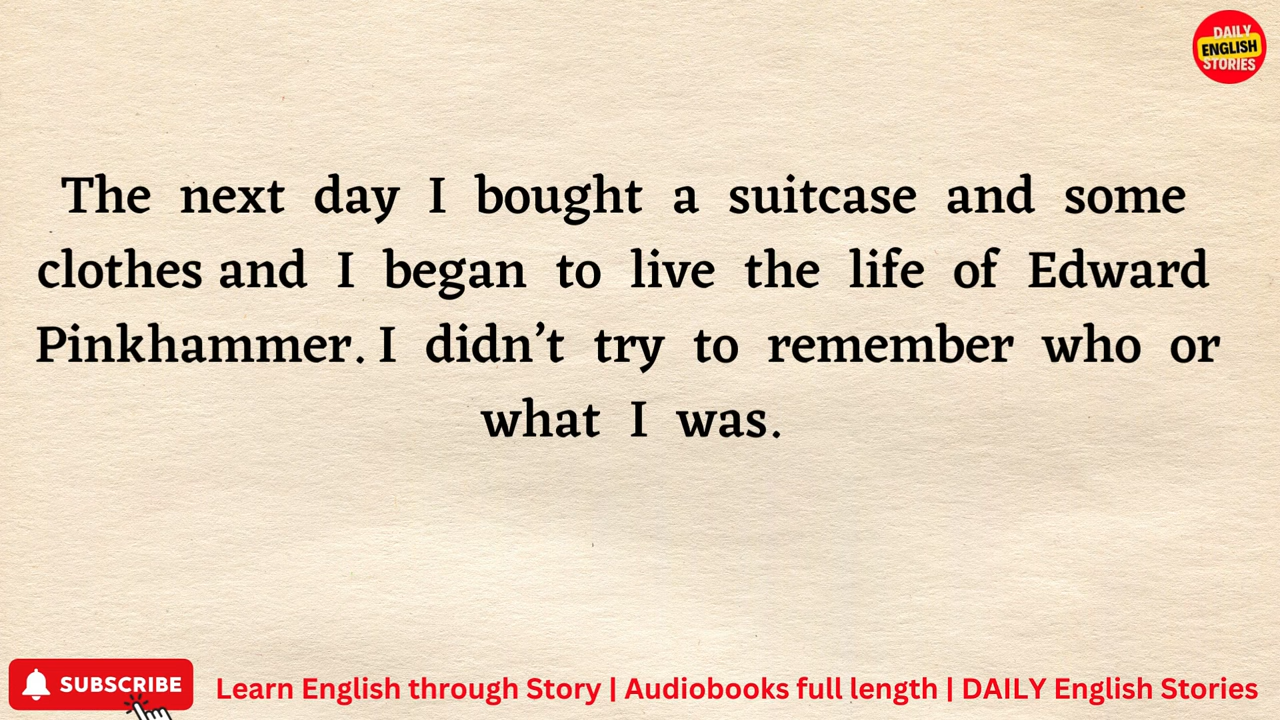 DAILY
ENGLISH
STORIES
The next day I bought a suitcase and some
clothes and I began to live the life of Edward
Pinkhammer. I didn’t try to remember who or
what I was.
SUBSCRIBE
Learn English through Story | Audiobooks full length | DAILY English Stories